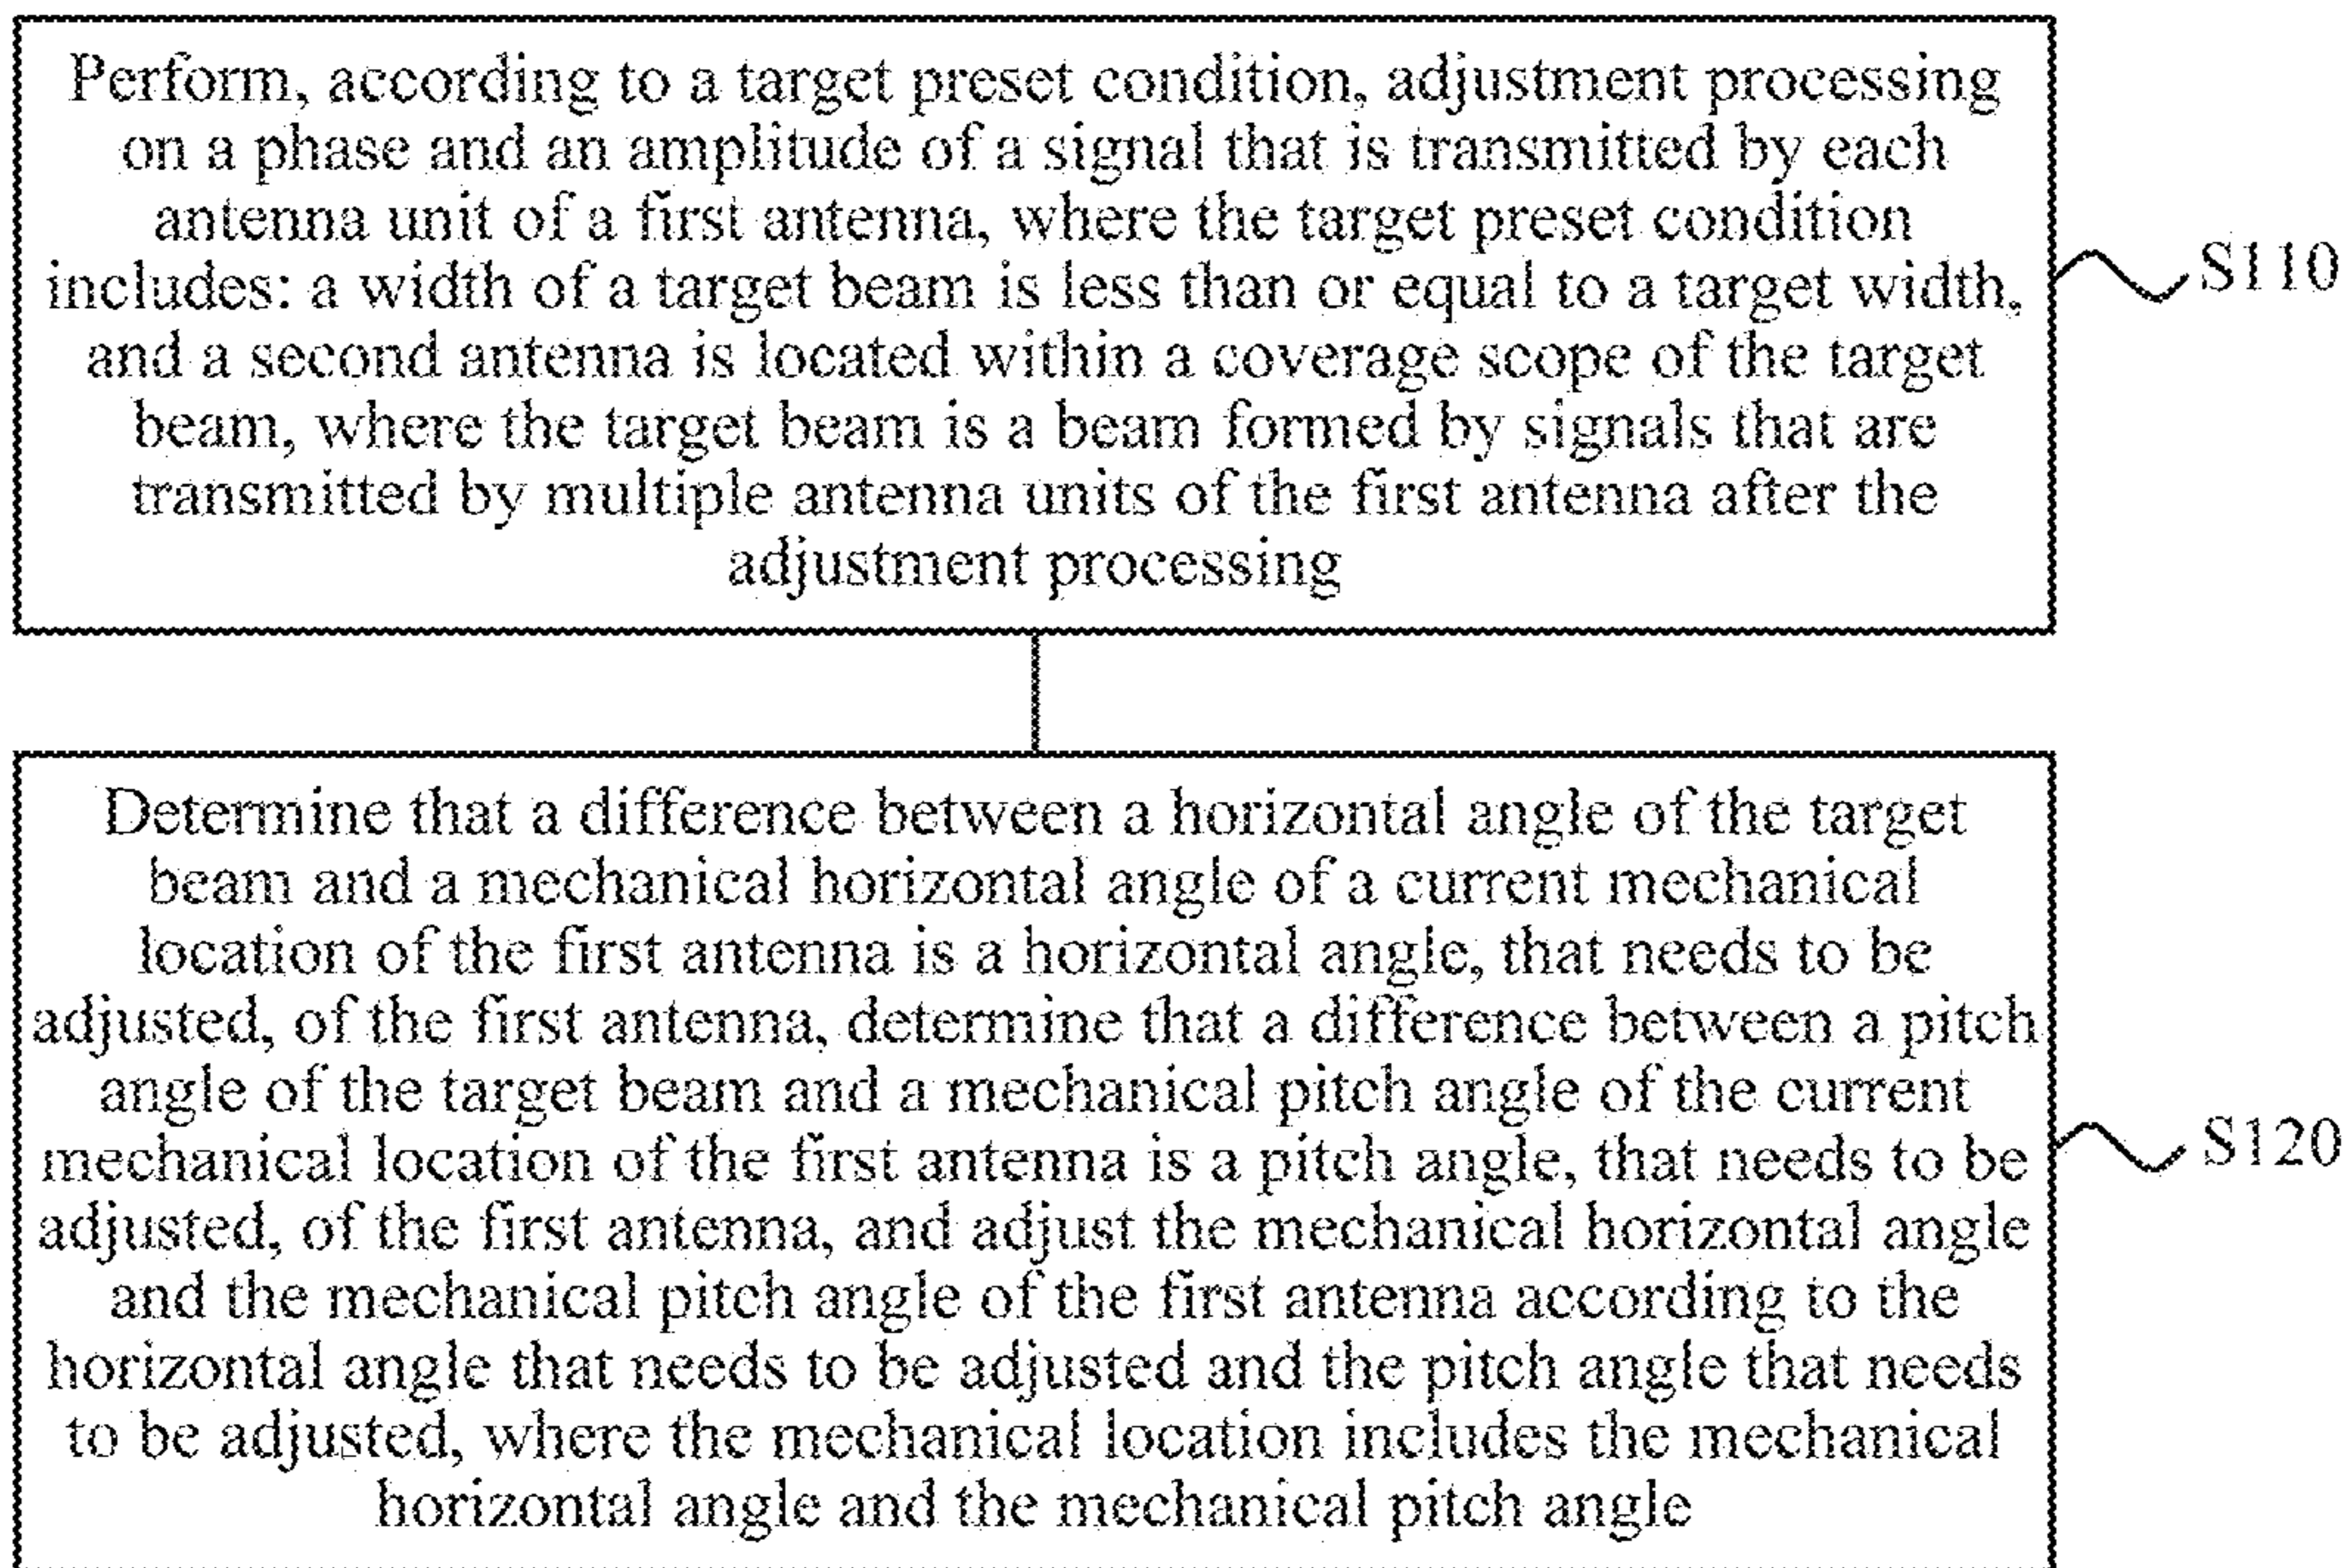 Perform, according to a target preset condition, adjustment processing
on a phase and an amplitude of a signal that is transmitted by each
antenna unit of a first antenna, where the target preset condition
includes: a width of a target beam is less than or equal to a target width,
and a second antenna is located within a coverage scope of the target
beam, where the target beam is a beam formed by signals that are
transmitted by multiple antenna units of the first antenna after the
adjustment processing
S110
Determine that a difference between a horizontal angle of the target
beam and a mechanical horizontal angle of a current mechanical
location of the first antenna is a horizontal angle, that needs to be
adjusted, of the first antenna, determine that a difference between a pitch
angle of the target beam and a mechanical pitch angle of the current
mechanical location of the first antenna is a pitch angle, that needs to be
adjusted, of the first antenna, and adjust the mechanical horizontal angle
and the mechanical pitch angle of the first antenna according to the
horizontal angle that needs to be adjusted and the pitch angle that needs
to be adjusted, where the mechanical location includes the mechanical
horizontal angle and the mechanical pitch angle
S120